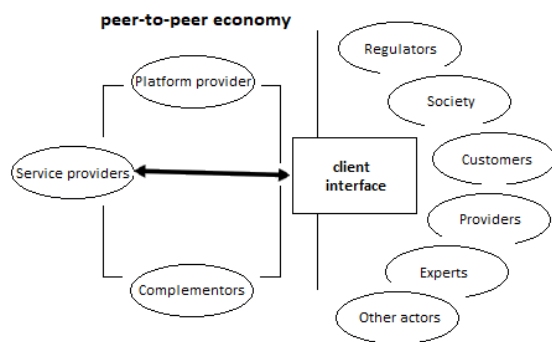 peer-to-peer economy
Regulators
Platform provider
Society
Service providers
client
interface
Customers
Providers
Experts
Complementors
Other actors